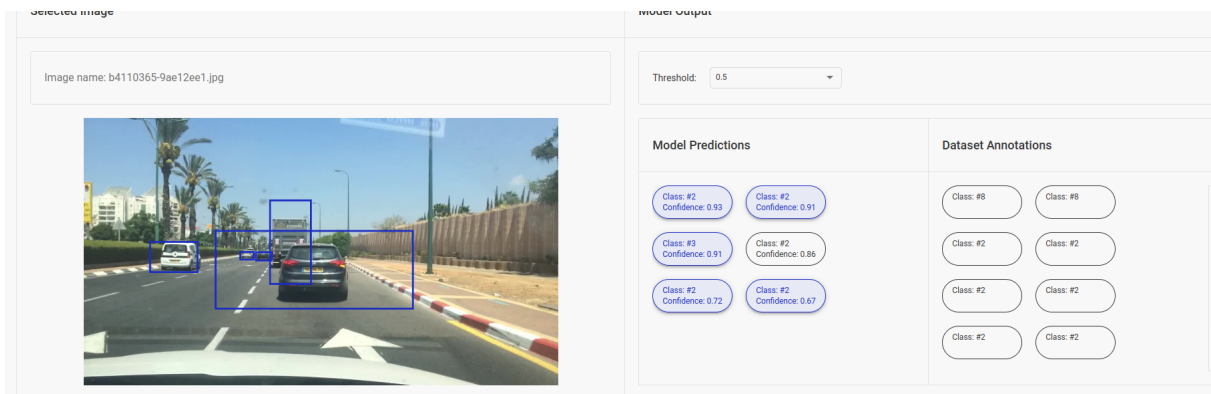 Selected Image
Model Output
Image name: b4110365-9ae12ee1.jpg
Threshold:
0.5
Model Predictions
Dataset Annotations
Class: #2
Confidence: 0.93
Class: #2
Confidence: 0.91
Class: #3
Confidence: 0.91
Class: #2
Confidence: 0.86
Class: #2
Confidence: 0.72
Class: #2
Confidence: 0.67
Class: #8
Class: #8
Class: #2
Class: #2
Class: #2
Class: #2
Class: #2
Class: #2